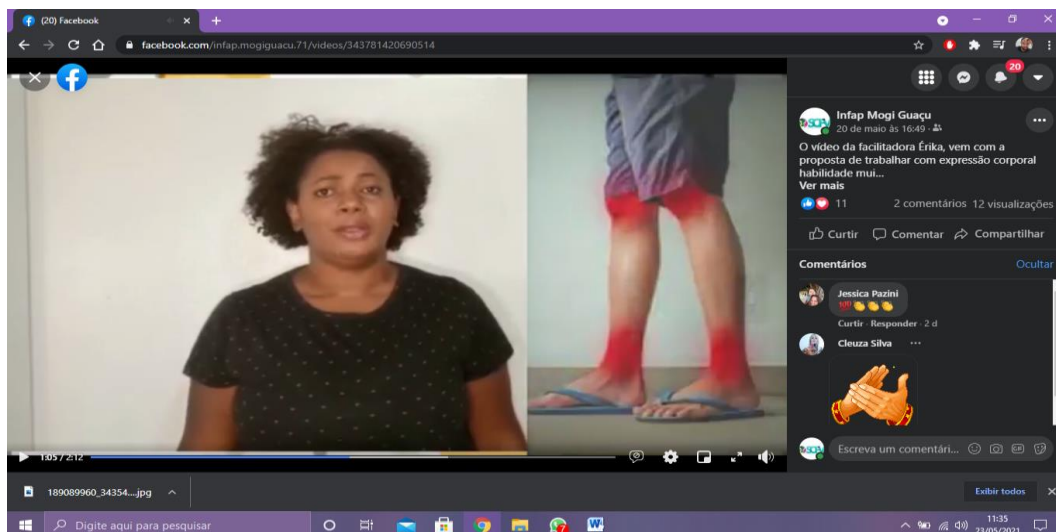 (20) Facebook
facebook.com/infap.mogiguacu.71/videos/343781420690514
20
Infap Mogi Guaçu
20 de maio às 16:49
O vídeo da facilitadora Érika, vem com a
proposta de trabalhar com expressão corporal
habilidade mui...
Ver mais
11
2 comentários 12 visualizações
Curtir Comentar Compartilhar
Comentários
Ocultar
Jessica Pazini
100
Curtir · Responder · 2 d
Cleuza Silva
Escreva um comentári...
GIF
1:05 / 2:12
189089960_34354....jpg
Exibir todos
Digite aqui para pesquisar
11:35
23/05/2021